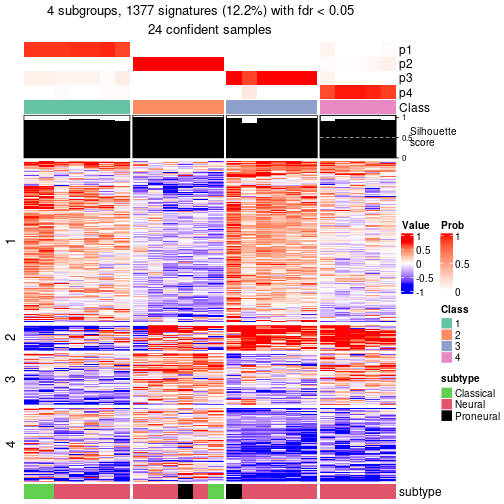 4 subgroups, 1377 signatures (12.2%) with fdr < 0.05
24 confident samples
p1
p2
p3
p4
Class
1
0.5
0
Silhouette
score
1
2
3
4
Value
1
0.5
0
-0.5
-1
Prob
1
0.5
0
Class
1
2
3
4
subtype
Classical
Neural
Proneural
subtype